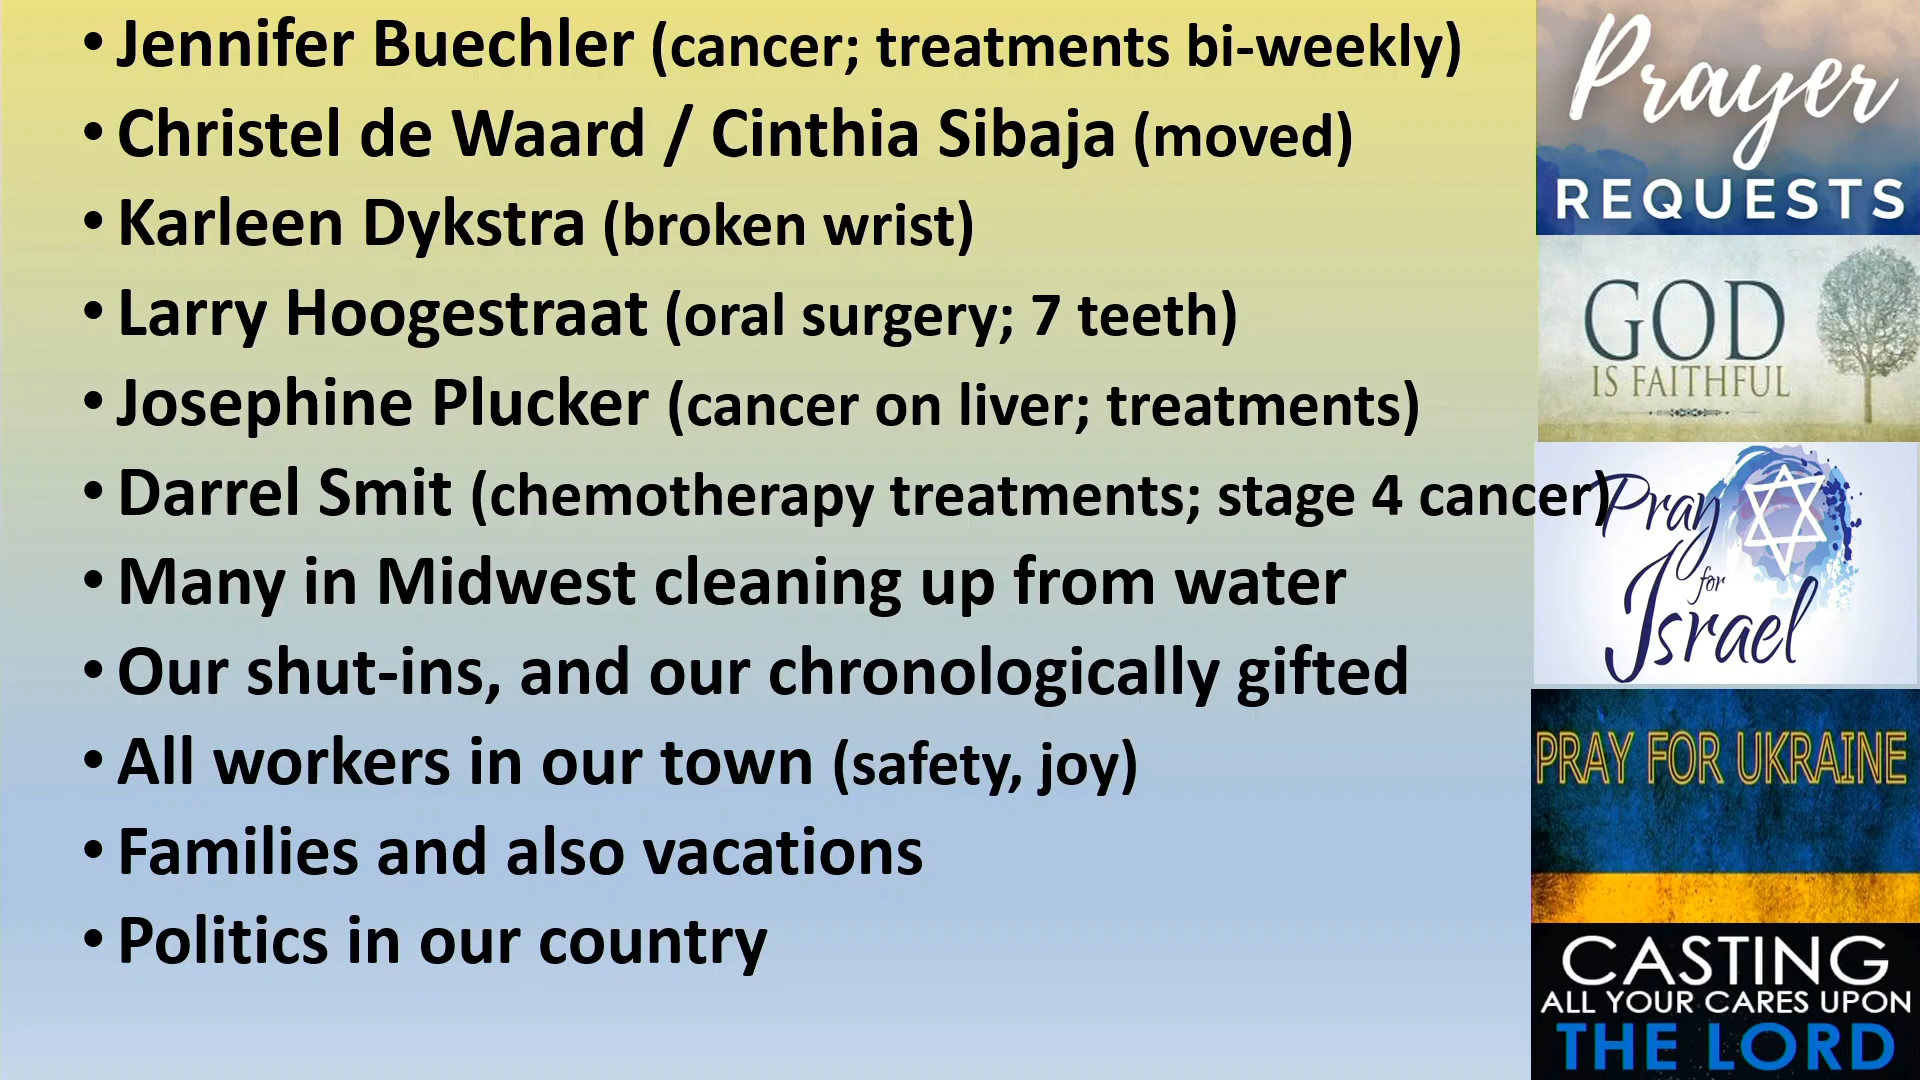 • Jennifer Buechler (cancer; treatments bi-weekly)
• Christel de Waard / Cinthia Sibaja (moved)
• Karleen Dykstra (broken wrist)
• Larry Hoogestraat (oral surgery; 7 teeth)
• Josephine Plucker (cancer on liver; treatments)
• Darrel Smit (chemotherapy treatments; stage 4 cancer)
• Many in Midwest cleaning up from water
• Our shut-ins, and our chronologically gifted
• All workers in our town (safety, joy)
• Families and also vacations
• Politics in our country
Prayer
REQUESTS
GOD
IS FAITHFUL
Pray
for
Israel
PRAY FOR UKRAINE
CASTING
ALL YOUR CARES UPON
THE LORD